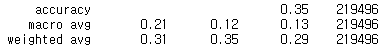 accuracy 0.35 219496
macro avg 0.21 0.12 0.13 219496
weighted avg 0.31 0.35 0.29 219496